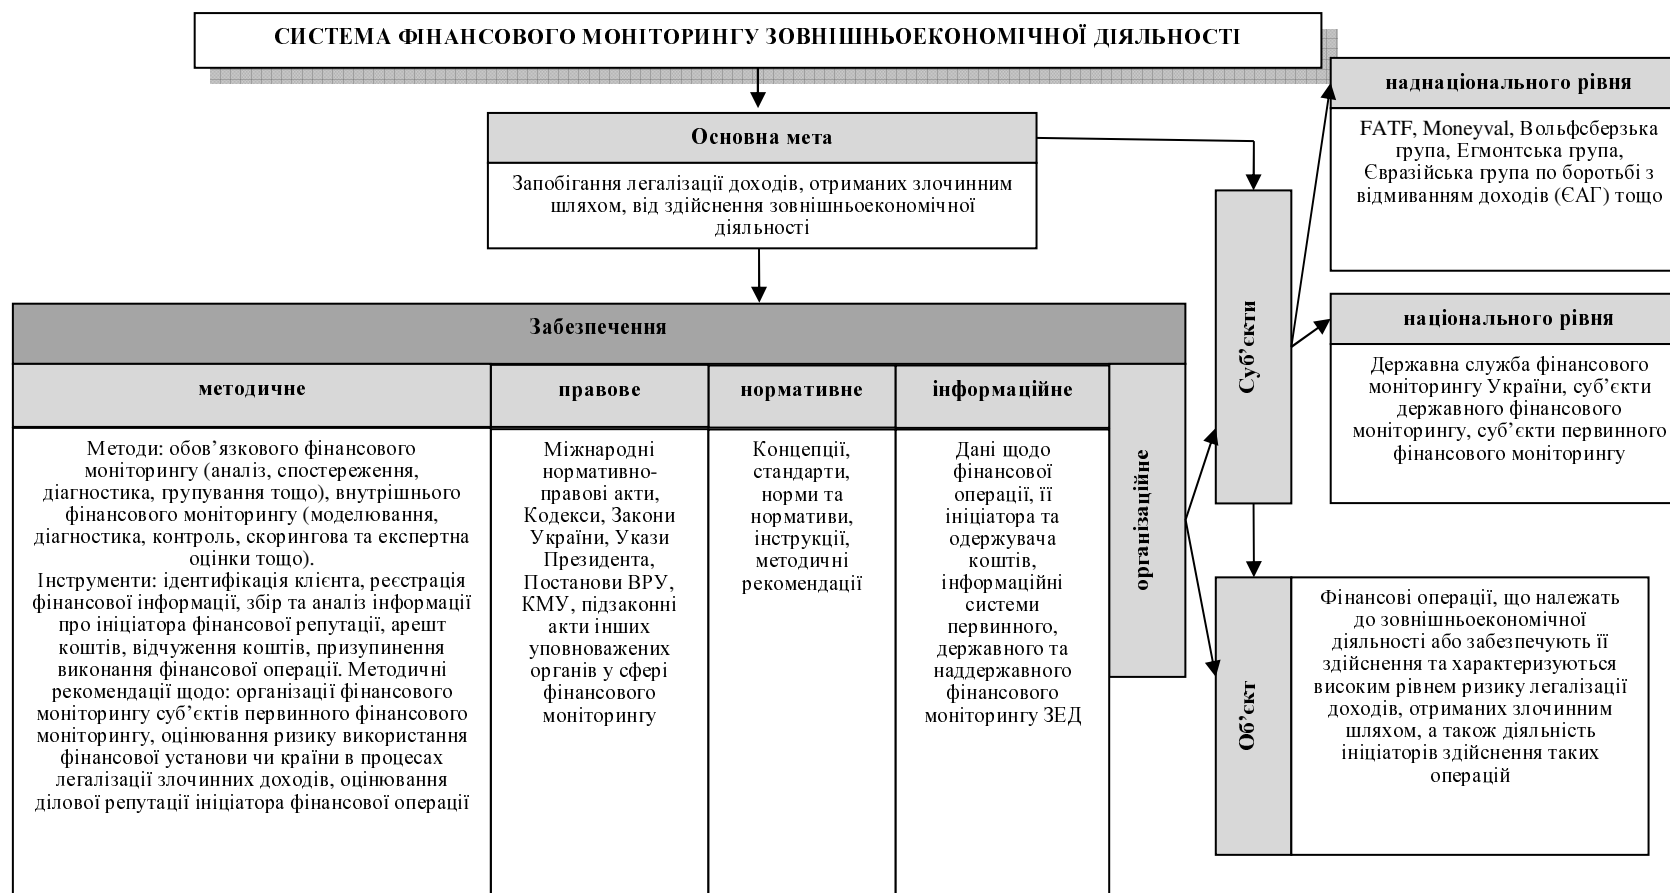 СИСТЕМА ФІНАНСОВОГО МОНІТОРИНГУ ЗОВНІШНЬОЕКОНОМІЧНОЇ ДІЯЛЬНОСТІ
Основна мета
Запобігання легалізації доходів, отриманих злочинним
шляхом, від здійснення зовнішньоекономічної
діяльності
наднаціонального рівня
FATF, Moneyval, Вольфсберзька
група, Егмонтська група,
Євразійська група по боротьбі з
відмиванням доходів (ЄАГ) тощо
національного рівня
Державна служба фінансового
моніторингу України, суб’єкти
державного фінансового
моніторингу, суб’єкти первинного
фінансового моніторингу
Суб’єкти
Забезпечення
методичне
Методи: обов’язкового фінансового
моніторингу (аналіз, спостереження,
діагностика, групування тощо), внутрішнього
фінансового моніторингу (моделювання,
діагностика, контроль, скорингова та експертна
оцінки тощо).
Інструменти: ідентифікація клієнта, реєстрація
фінансової інформації, збір та аналіз інформації
про ініціатора фінансової репутації, арешт
коштів, відчуження коштів, призупинення
виконання фінансової операції. Методичні
рекомендації щодо: організації фінансового
моніторингу суб’єктів первинного фінансового
моніторингу, оцінювання ризику використання
фінансової установи чи країни в процесах
легалізації злочинних доходів, оцінювання
ділової репутації ініціатора фінансової операції
правове
Міжнародні
нормативно-
правові акти,
Кодекси, Закони
України, Укази
Президента,
Постанови ВРУ,
КМУ, підзаконні
акти інших
уповноважених
органів у сфері
фінансового
моніторингу
нормативне
Концепції,
стандарти,
норми та
нормативи,
інструкції,
методичні
рекомендації
інформаційне
Дані щодо
фінансової
операції, її
ініціатора та
одержувача
коштів,
інформаційні
системи
первинного,
державного та
наддержавного
фінансового
моніторингу ЗЕД
організаційне
Об’єкт
Фінансові операції, що належать
до зовнішньоекономічної
діяльності або забезпечують її
здійснення та характеризуються
високим рівнем ризику легалізації
доходів, отриманих злочинним
шляхом, а також діяльність
ініціаторів здійснення таких
операцій